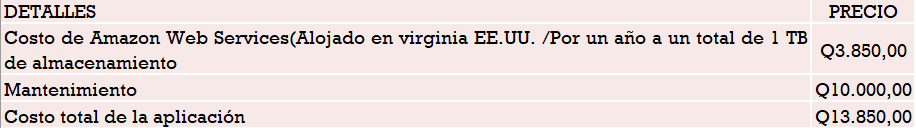 DETALLES PRECIO
Costo de Amazon Web Services(Alojado en virginia EE.UU. /Por un año a un total de 1 TB
de almacenamiento
Q3.850,00
Mantenimiento Q10.000,00
Costo total de la aplicación Q13.850,00